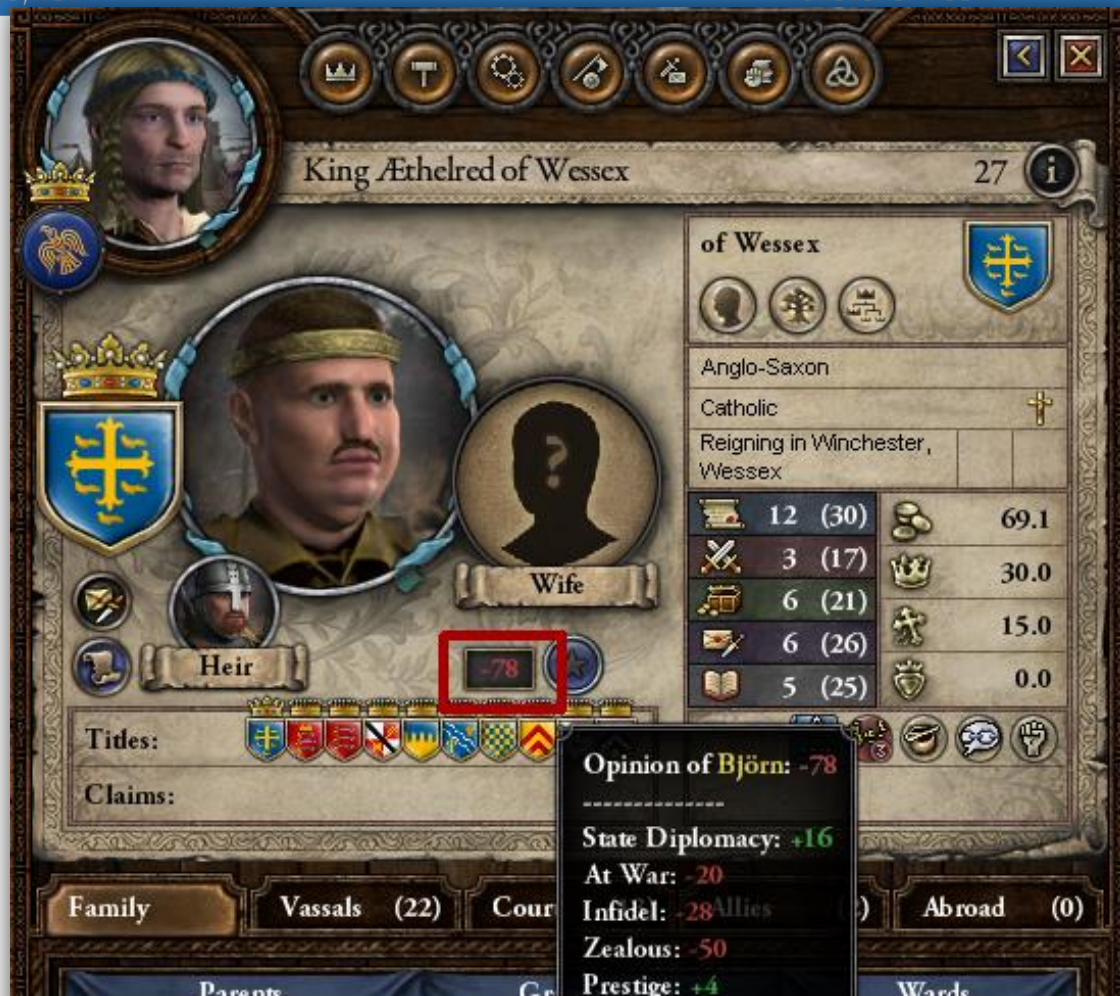 King Æthelred of Wessex 27
of Wessex
Anglo-Saxon
Catholic
Reigning in Winchester,
Wessex
12 (30) 69.1
3 (17) 30.0
6 (21) 15.0
6 (26) 0.0
5 (25)
Wife
Heir
-78
3
Titles:
Claims:
Opinion of Björn: -78
--------------
State Diplomacy: +16
At War: -20
Infidel: -28
Zealous: -50
Prestige: +4
Family Vassals (22) Allies Abroad (0)
Parents Wards